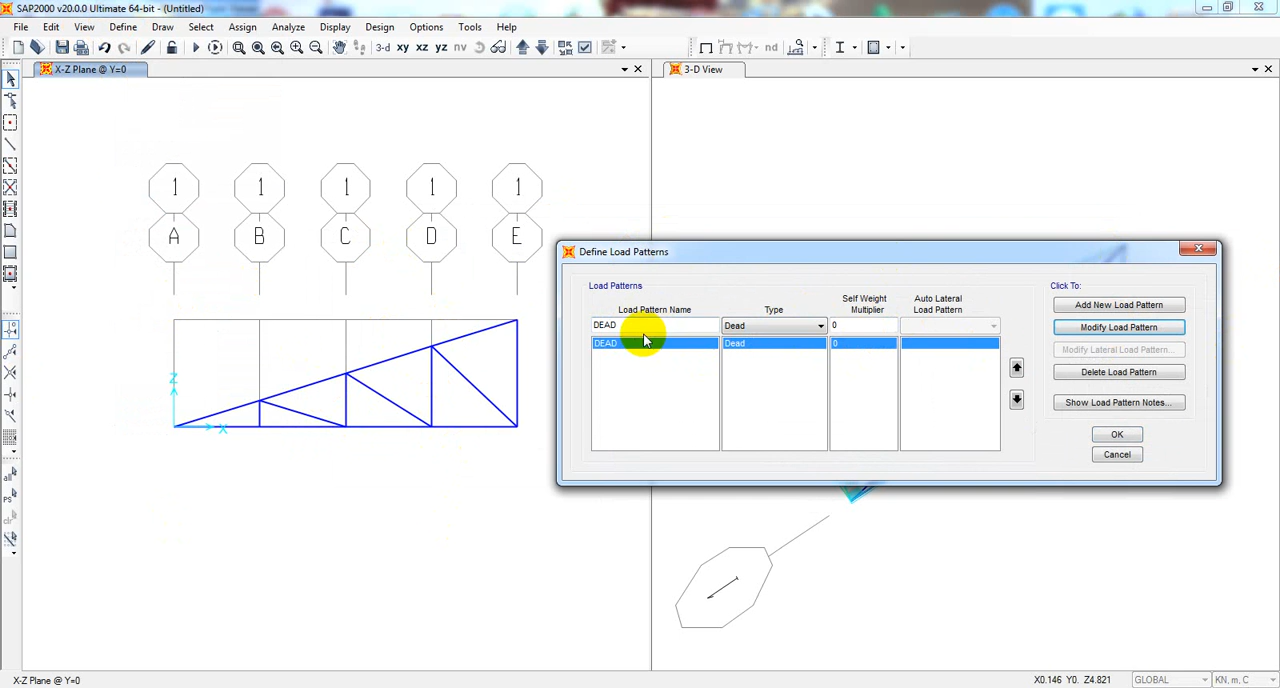 SAP2000 v20.0.0 Ultimate 64-bit - (Untitled)
File Edit View Define Draw Select Assign Analyze Display Design Options Tools Help
3-d xy xz yz nv nd
X-Z Plane @ Y=0
3-D View
1 1 1 1 1
A B C D E
Z
X
Define Load Patterns
Load Patterns
Click To:
Load Pattern Name Type Self Weight Multiplier Auto Lateral Load Pattern
DEAD Dead 0
DEAD Dead 0
Add New Load Pattern
Modify Load Pattern
Modify Lateral Load Pattern...
Delete Load Pattern
Show Load Pattern Notes...
OK
Cancel
1
all
PS
clr
X-Z Plane @ Y=0
X0.146 Y0. Z4.821
GLOBAL
KN, m, C